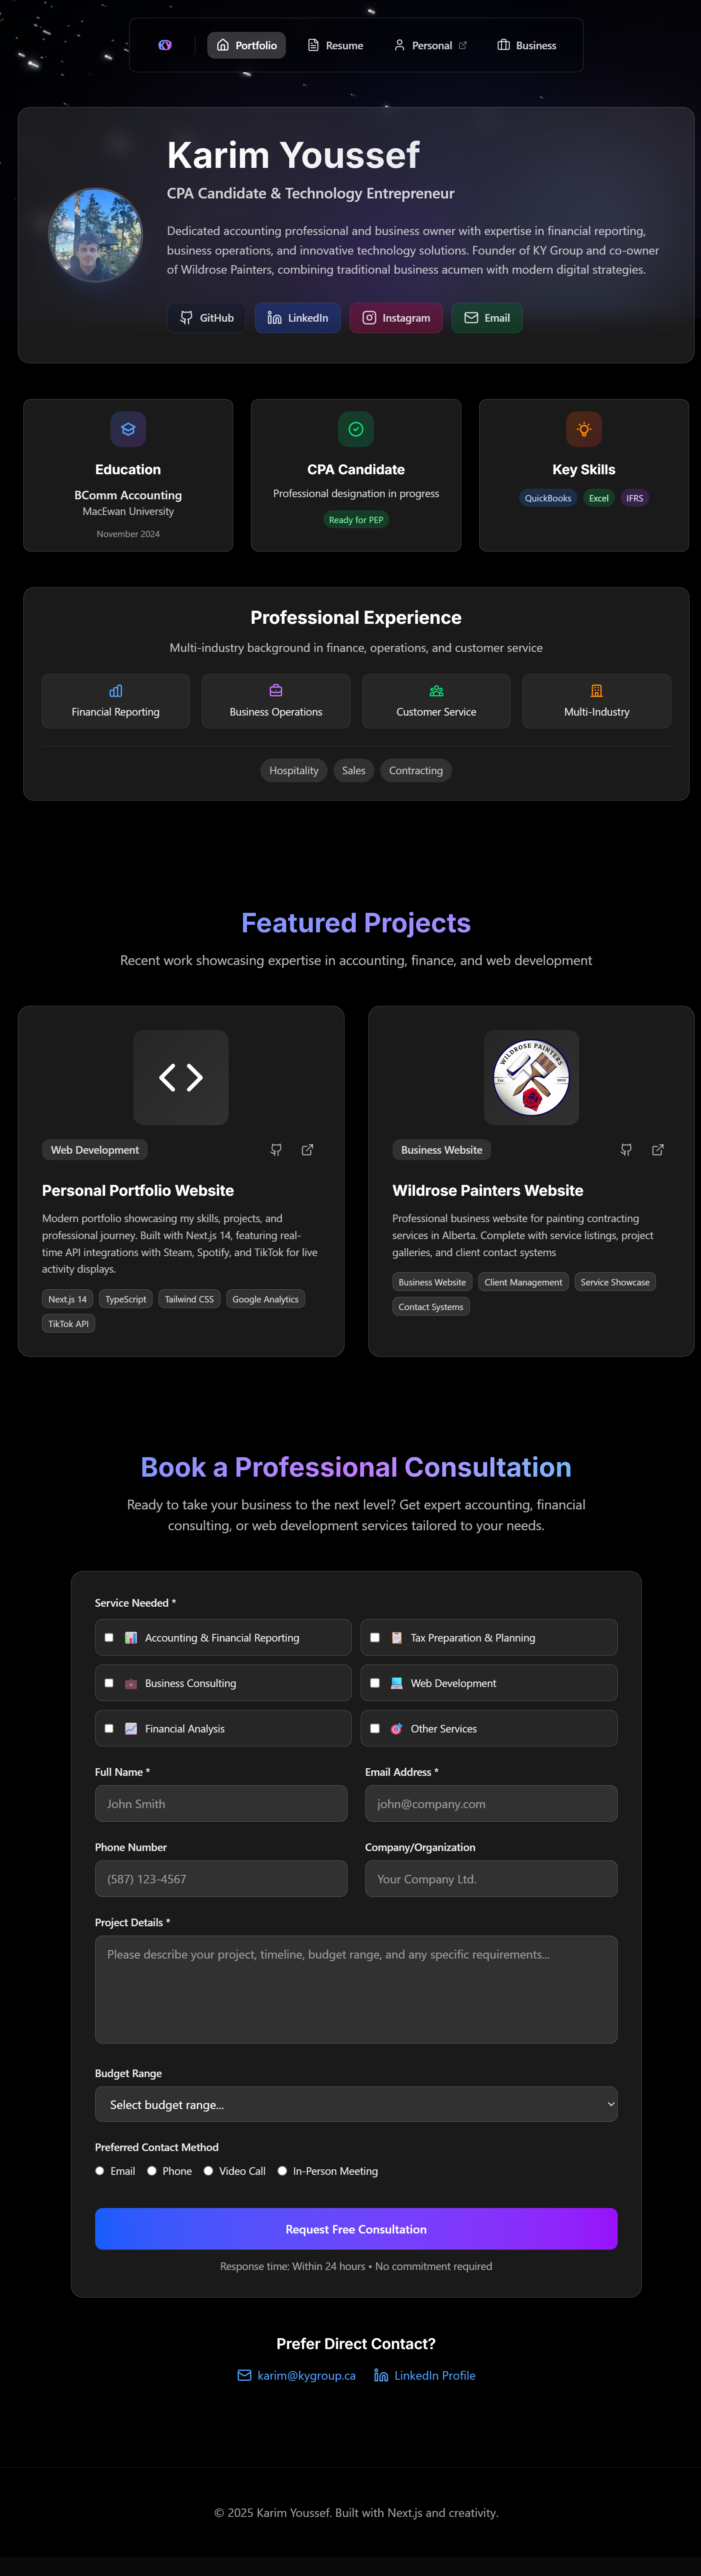 KY
Portfolio
Resume
Personal
Business
Karim Youssef
CPA Candidate & Technology Entrepreneur
Dedicated accounting professional and business owner with expertise in financial reporting,
business operations, and innovative technology solutions. Founder of KY Group and co-owner
of Wildrose Painters, combining traditional business acumen with modern digital strategies.
GitHub
LinkedIn
Instagram
Email
Education
BComm Accounting
MacEwan University
November 2024
CPA Candidate
Professional designation in progress
Ready for PEP
Key Skills
QuickBooks
Excel
IFRS
Professional Experience
Multi-industry background in finance, operations, and customer service
Financial Reporting
Business Operations
Customer Service
Multi-Industry
Hospitality
Sales
Contracting
Featured Projects
Recent work showcasing expertise in accounting, finance, and web development
Web Development
Personal Portfolio Website
Modern portfolio showcasing my skills, projects, and
professional journey. Built with Next.js 14, featuring real-
time API integrations with Steam, Spotify, and TikTok for live
activity displays.
Next.js 14
TypeScript
Tailwind CSS
Google Analytics
TikTok API
WILDROSE PAINTERS
Est.
Business Website
Wildrose Painters Website
Professional business website for painting contracting
services in Alberta. Complete with service listings, project
galleries, and client contact systems
Business Website
Client Management
Service Showcase
Contact Systems
Book a Professional Consultation
Ready to take your business to the next level? Get expert accounting, financial
consulting, or web development services tailored to your needs.
Service Needed *
Accounting & Financial Reporting
Tax Preparation & Planning
Business Consulting
Web Development
Financial Analysis
Other Services
Full Name *
John Smith
Email Address *
john@company.com
Phone Number
(587) 123-4567
Company/Organization
Your Company Ltd.
Project Details *
Please describe your project, timeline, budget range, and any specific requirements...
Budget Range
Select budget range...
Preferred Contact Method
Email
Phone
Video Call
In-Person Meeting
Request Free Consultation
Response time: Within 24 hours • No commitment required
Prefer Direct Contact?
karim@kygroup.ca
LinkedIn Profile
© 2025 Karim Youssef. Built with Next.js and creativity.